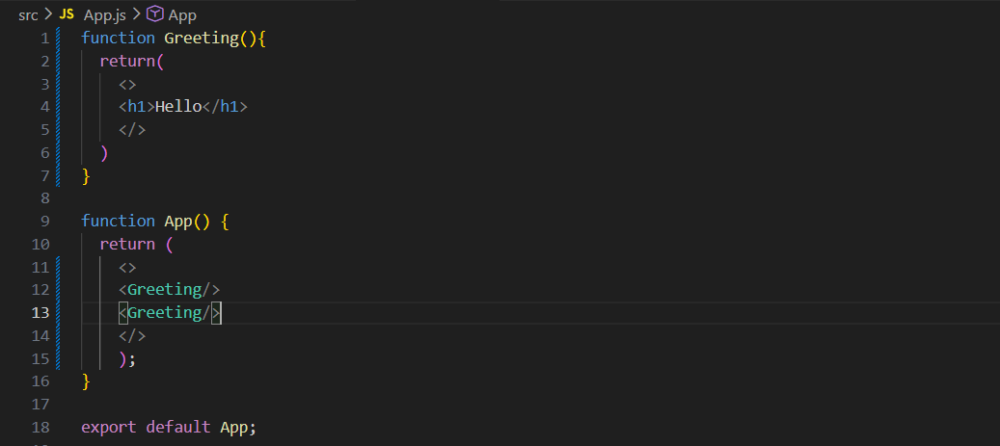 src > JS App.js > App
1 function Greeting(){
2   return(
3     <>
4     <h1>Hello</h1>
5     </>
6   )
7 }
8
9 function App() {
10   return (
11     <>
12     <Greeting/>
13     <Greeting/>
14     </>
15     );
16 }
17
18 export default App;